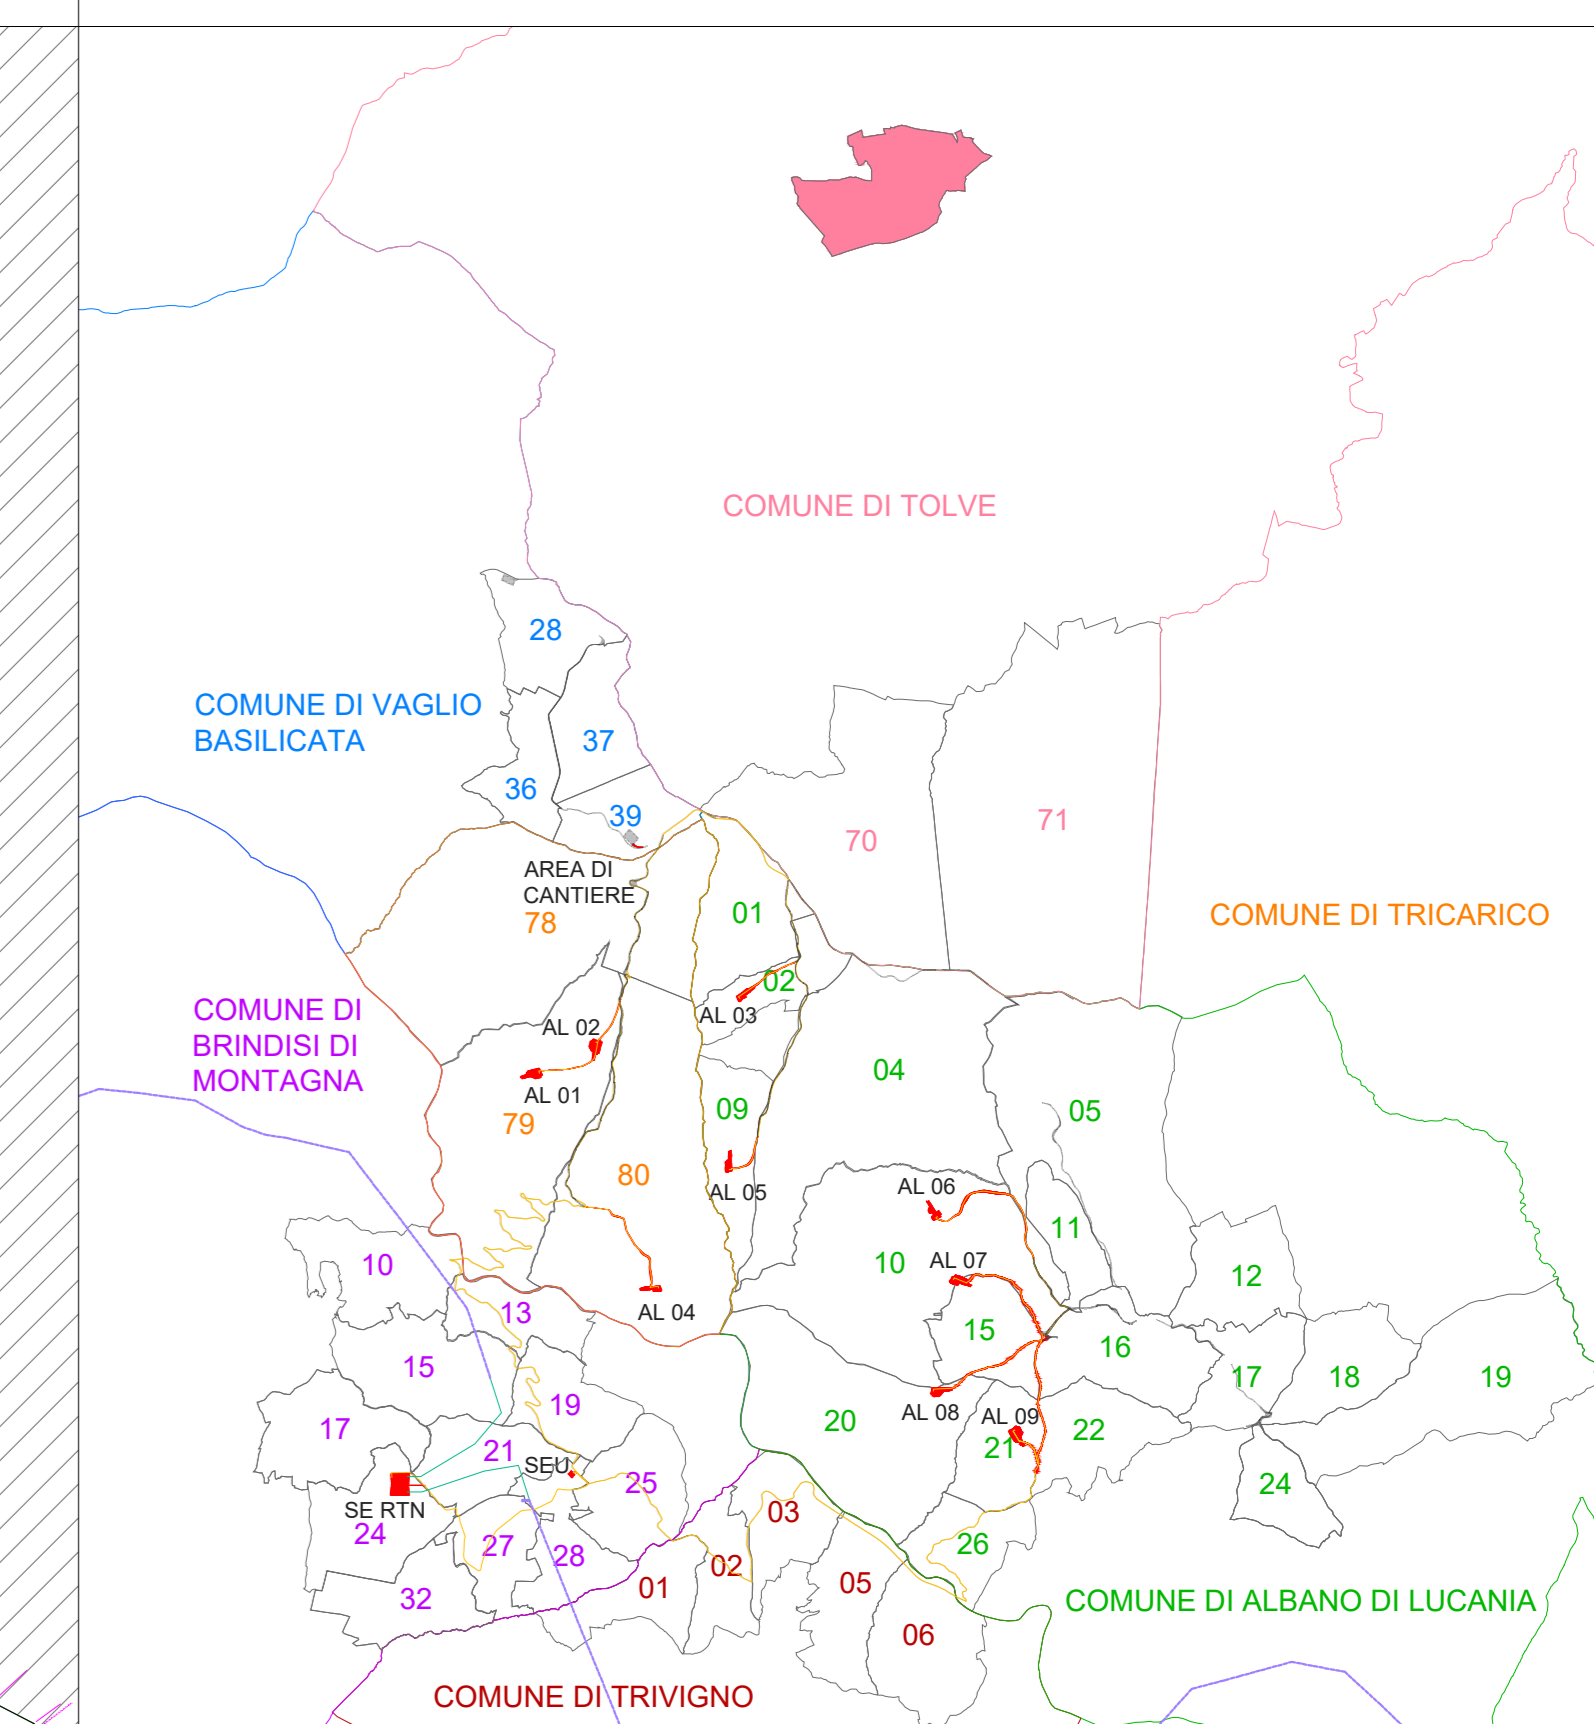 COMUNE DI TOLVE
28
COMUNE DI VAGLIO
BASILICATA
37
36
39
70
71
AREA DI
CANTIERE
78
01
COMUNE DI TRICARICO
02
AL 03
COMUNE DI
BRINDISI DI
MONTAGNA
AL 02
AL 01
79
04
09
05
80
AL 05
AL 06
11
10
10
AL 07
12
13
AL 04
15
16
15
17
18
19
19
AL 08
20
AL 09
21
22
17
21
SEU
25
24
SE RTN
24
03
26
27
28
02
01
05
32
COMUNE DI ALBANO DI LUCANIA
06
COMUNE DI TRIVIGNO